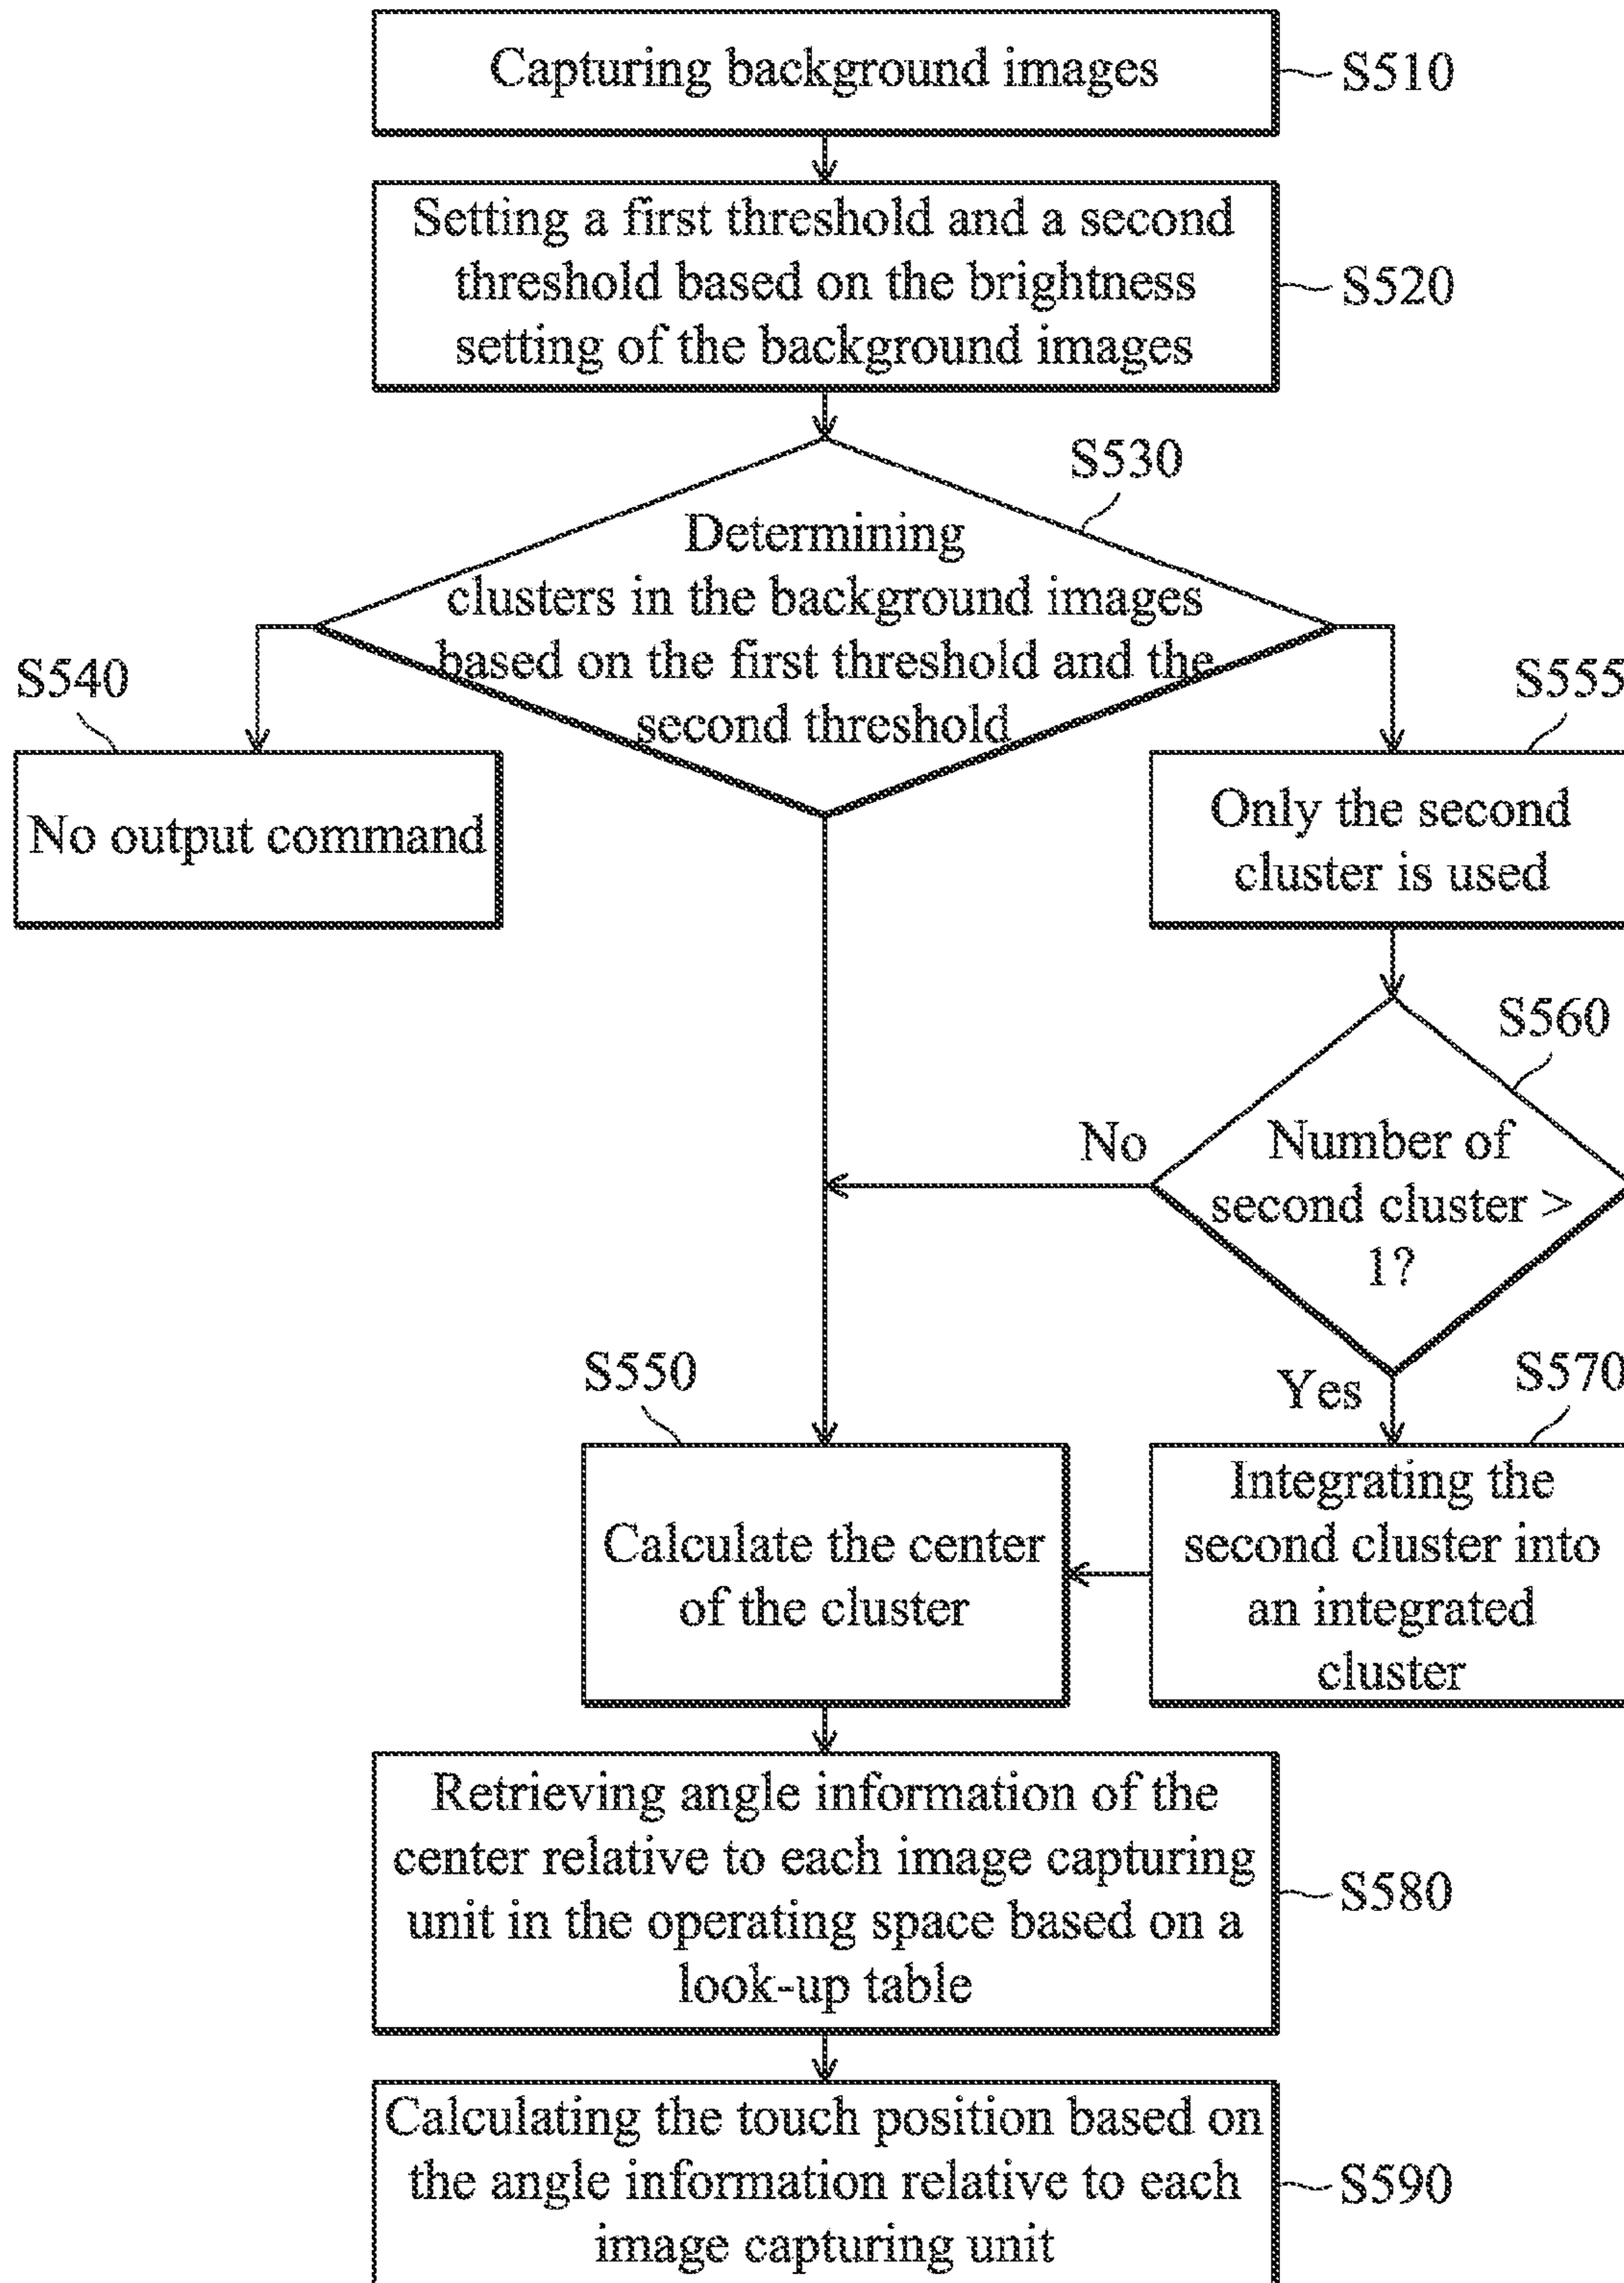 Capturing background images
S510
Setting a first threshold and a second
threshold based on the brightness
setting of the background images
S520
S530
Determining
clusters in the background images
based on the first threshold and the
second threshold
S540
No output command
S555
Only the second
cluster is used
S560
Number of
second cluster >
1?
No
Yes
S550
Calculate the center
of the cluster
S570
Integrating the
second cluster into
an integrated
cluster
Retrieving angle information of the
center relative to each image capturing
unit in the operating space based on a
look-up table
S580
Calculating the touch position based on
the angle information relative to each
image capturing unit
S590